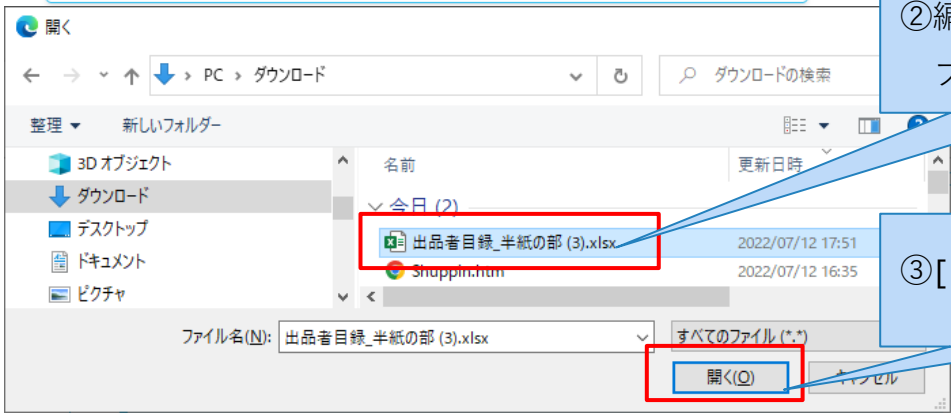 開く
②編
PC > ダウンロード
ダウンロードの検索
整理
新しいフォルダー
3D オブジェクト
名前
更新日時
ダウンロード
今日 (2)
デスクトップ
出品者目録_半紙の部 (3).xlsx
2022/07/12 17:51
ドキュメント
Shuppin.htm
2022/07/12 16:35
③[
ピクチャ
ファイル名(N):
出品者目録_半紙の部 (3).xlsx
すべてのファイル (*.*)
開く(O)
キャンセル